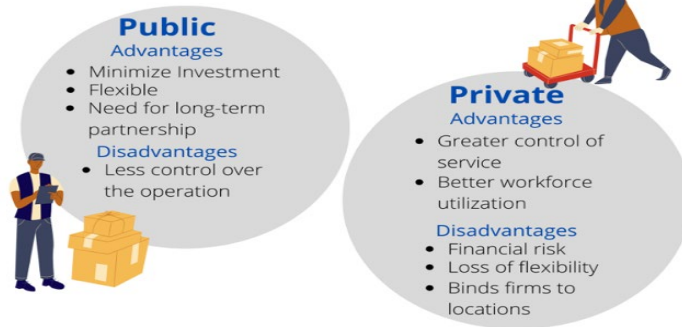 Public
Advantages
• Minimize Investment
• Flexible
• Need for long-term
partnership
Disadvantages
• Less control over
the operation
Private
Advantages
• Greater control of
service
• Better workforce
utilization
Disadvantages
• Financial risk
• Loss of flexibility
• Binds firms to
locations